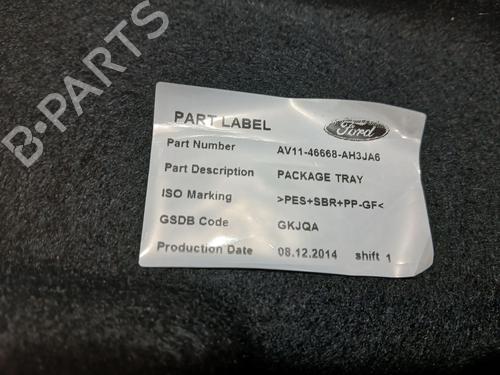 B-PARTS
PART LABEL
Ford
Part Number AV11-46668-AH3JA6
Part Description PACKAGE TRAY
ISO Marking >PES+SBR+PP-GF<
GSDB Code GKJQA
Production Date 08.12.2014 shift 1